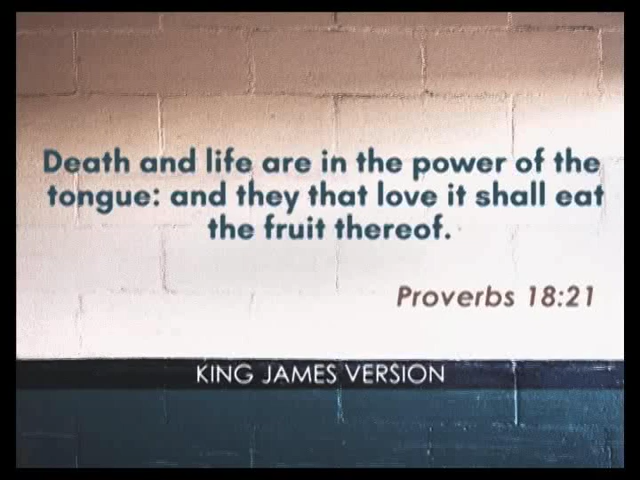 Death and life are in the power of the
tongue: and they that love it shall eat
the fruit thereof.
Proverbs 18:21
KING JAMES VERSION